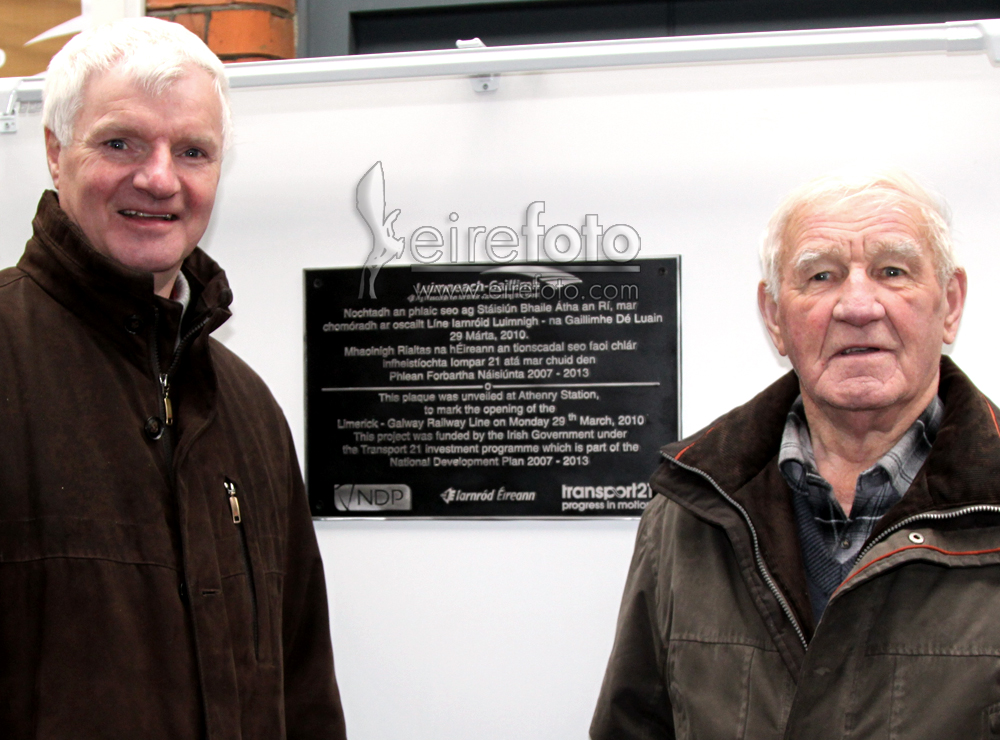 eirefoto
www.eirefoto.com
Nochtadh an phlaic seo ag Stáisiún Bhaile Átha an Rí, mar
chomóradh ar oscailt Líne Iarnróid Luimnigh - na Gaillimhe Dé Luain
29 Márta, 2010.
Mhaoinigh Rialtas na hÉireann an tionscadal seo faoi chlár
infheistíochta Iompar 21 atá mar chuid den
Phlean Forbartha Náisiúnta 2007 - 2013
This plaque was unveiled at Athenry Station,
to mark the opening of the
Limerick - Galway Railway Line on Monday 29th March, 2010
This project was funded by the Irish Government under
the Transport 21 investment programme which is part of the
National Development Plan 2007 - 2013
NDP Iarnród Éireann transport21
progress in motion